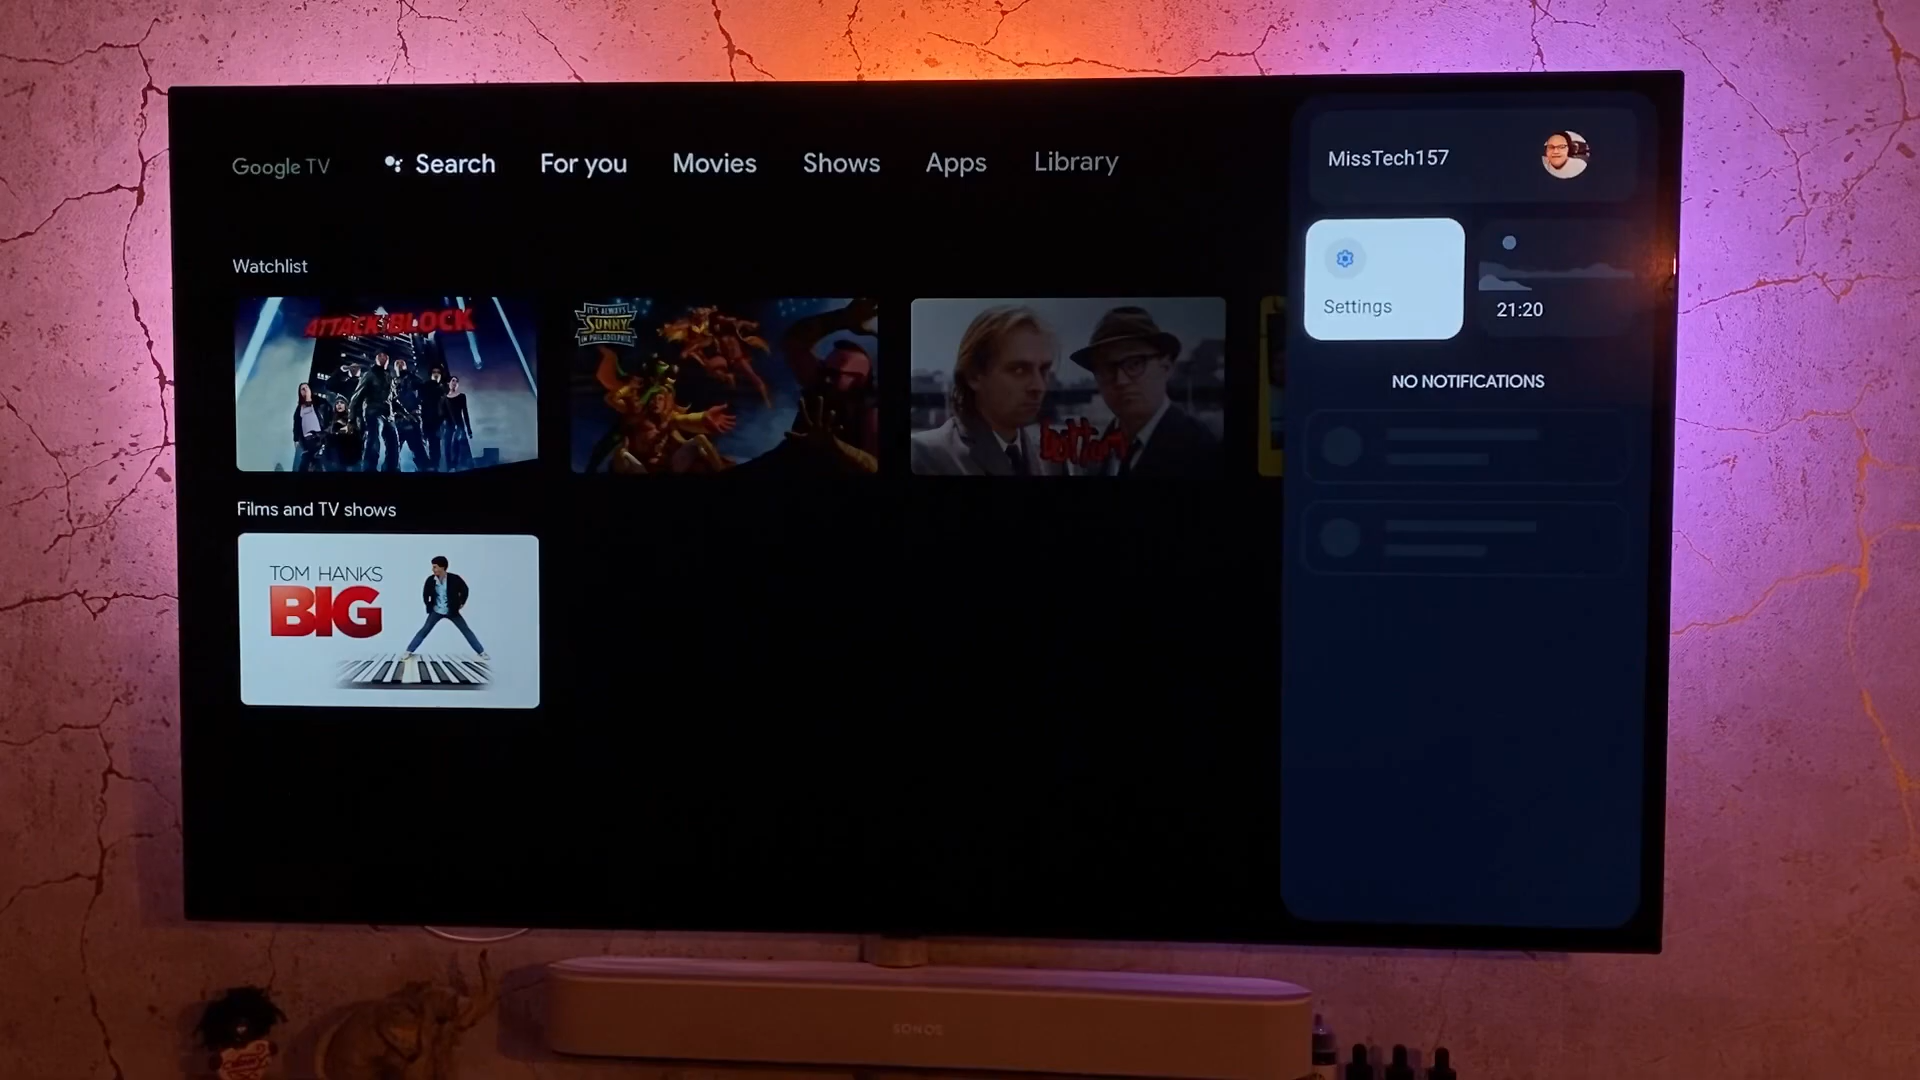 Google TV
Search
For you
Movies
Shows
Apps
Library
MissTech157
Settings
21:20
NO NOTIFICATIONS
Watchlist
ATTACK THE BLOCK
IT'S ALWAYS
SUNNY
IN PHILADELPHIA
bottom
Films and TV shows
TOM HANKS
BIG
SONOS